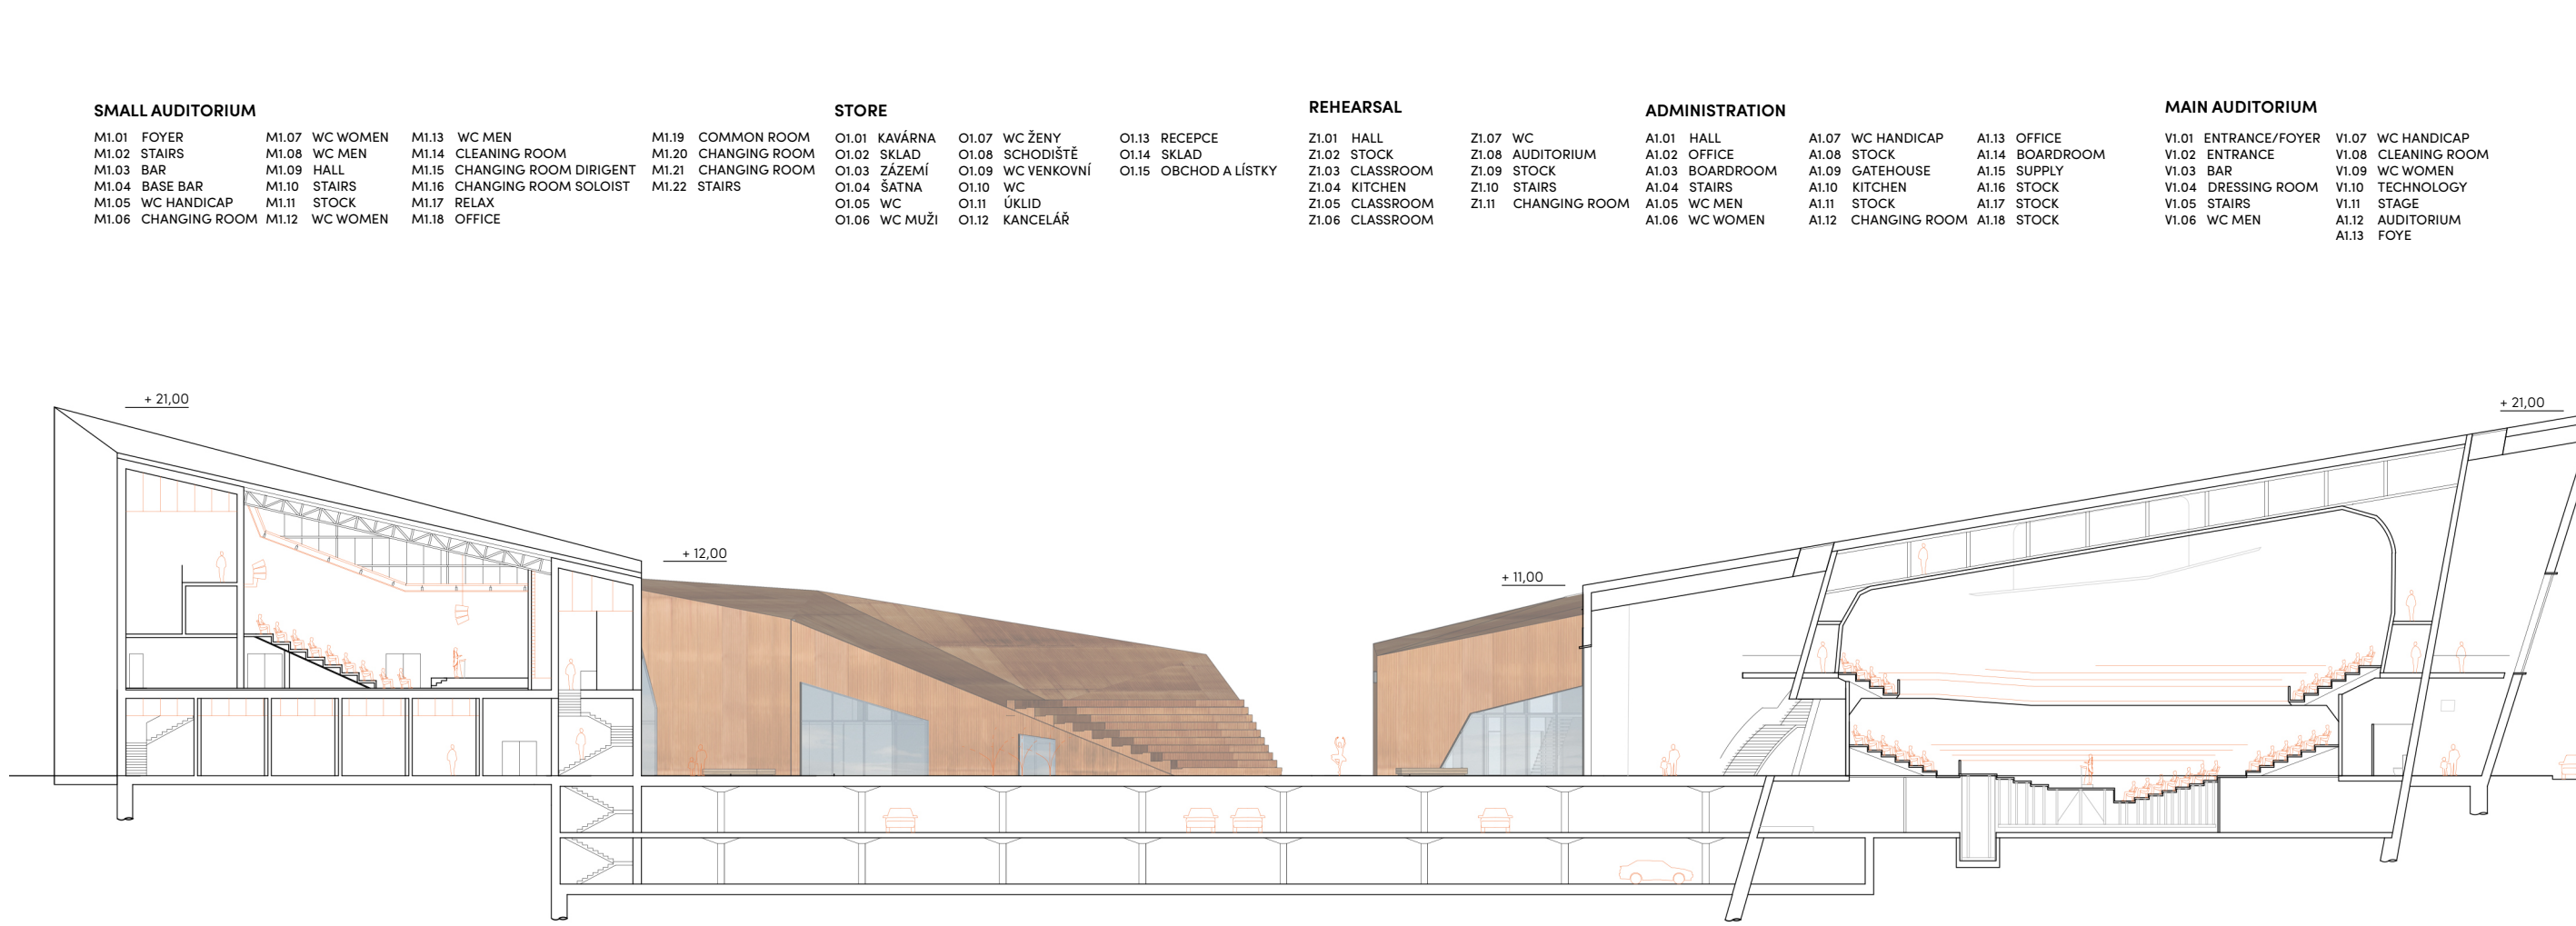 SMALL AUDITORIUM
M1.01 FOYER
M1.02 STAIRS
M1.03 BAR
M1.04 BASE BAR
M1.05 WC HANDICAP
M1.06 CHANGING ROOM
M1.07 WC WOMEN
M1.08 WC MEN
M1.09 HALL
M1.10 STAIRS
M1.11 STOCK
M1.12 WC WOMEN
M1.13 WC MEN
M1.14 CLEANING ROOM
M1.15 CHANGING ROOM DIRIGENT
M1.16 CHANGING ROOM SOLOIST
M1.17 RELAX
M1.18 OFFICE
M1.19 COMMON ROOM
M1.20 CHANGING ROOM
M1.21 CHANGING ROOM
M1.22 STAIRS
STORE
O1.01 KAVÁRNA
O1.02 SKLAD
O1.03 ZÁZEMÍ
O1.04 ŠATNA
O1.05 WC
O1.06 WC MUŽI
O1.07 WC ŽENY
O1.08 SCHODIŠTĚ
O1.09 WC VENKOVNÍ
O1.10 WC
O1.11 ÚKLID
O1.12 KANCELÁŘ
O1.13 RECEPCE
O1.14 SKLAD
O1.15 OBCHOD A LÍSTKY
REHEARSAL
Z1.01 HALL
Z1.02 STOCK
Z1.03 CLASSROOM
Z1.04 KITCHEN
Z1.05 CLASSROOM
Z1.06 CLASSROOM
Z1.07 WC
Z1.08 AUDITORIUM
Z1.09 STOCK
Z1.10 STAIRS
Z1.11 CHANGING ROOM
ADMINISTRATION
A1.01 HALL
A1.02 OFFICE
A1.03 BOARDROOM
A1.04 STAIRS
A1.05 WC MEN
A1.06 WC WOMEN
A1.07 WC HANDICAP
A1.08 STOCK
A1.09 GATEHOUSE
A1.10 KITCHEN
A1.11 STOCK
A1.12 CHANGING ROOM
A1.13 OFFICE
A1.14 BOARDROOM
A1.15 SUPPLY
A1.16 STOCK
A1.17 STOCK
A1.18 STOCK
MAIN AUDITORIUM
V1.01 ENTRANCE/FOYER
V1.02 ENTRANCE
V1.03 BAR
V1.04 DRESSING ROOM
V1.05 STAIRS
V1.06 WC MEN
V1.07 WC HANDICAP
V1.08 CLEANING ROOM
V1.09 WC WOMEN
V1.10 TECHNOLOGY
V1.11 STAGE
A1.12 AUDITORIUM
A1.13 FOYE
+ 21,00
+ 12,00
+ 11,00
+ 21,00